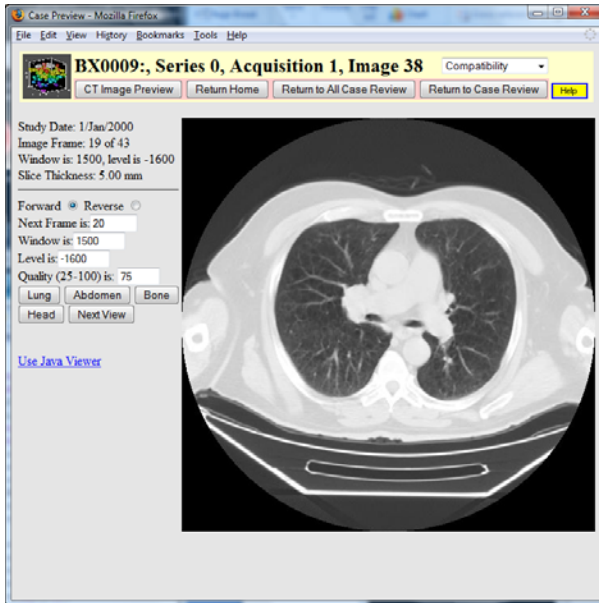 Case Preview - Mozilla Firefox
File Edit View History Bookmarks Tools Help
BX0009:, Series 0, Acquisition 1, Image 38 Compatibility
CT Image Preview Return Home Return to All Case Review Return to Case Review Help
Study Date: 1/Jan/2000
Image Frame: 19 of 43
Window is: 1500, level is -1600
Slice Thickness: 5.00 mm
Forward Reverse
Next Frame is: 20
Window is: 1500
Level is: -1600
Quality (25-100) is: 75
Lung Abdomen Bone
Head Next View
Use Java Viewer